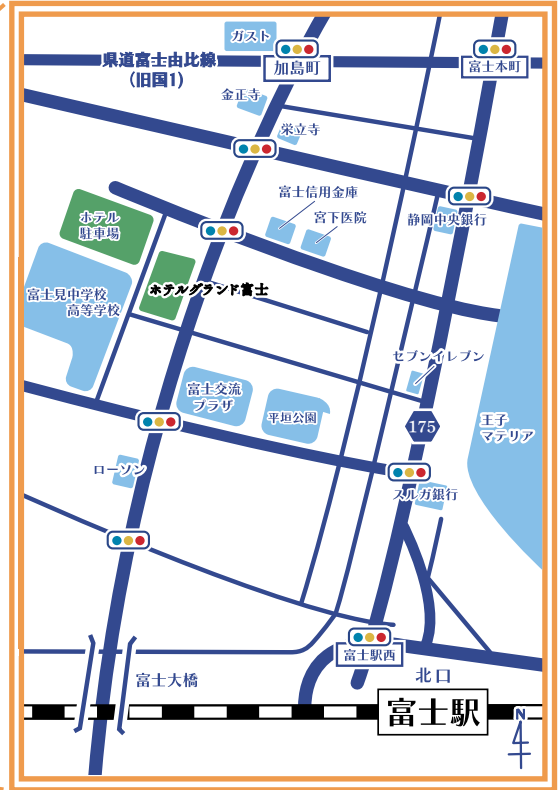 ガスト
県道富士由比線
(旧国1)
加島町
富士本町
金正寺
栄立寺
富士信用金庫
宮下医院
静岡中央銀行
ホテル
駐車場
ホテルグランド富士
富士見中学校
高等学校
セブンイレブン
富士交流
プラザ
平垣公園
175
王子
マテリア
ローソン
スルガ銀行
富士駅西
北口
富士大橋
富士駅
N